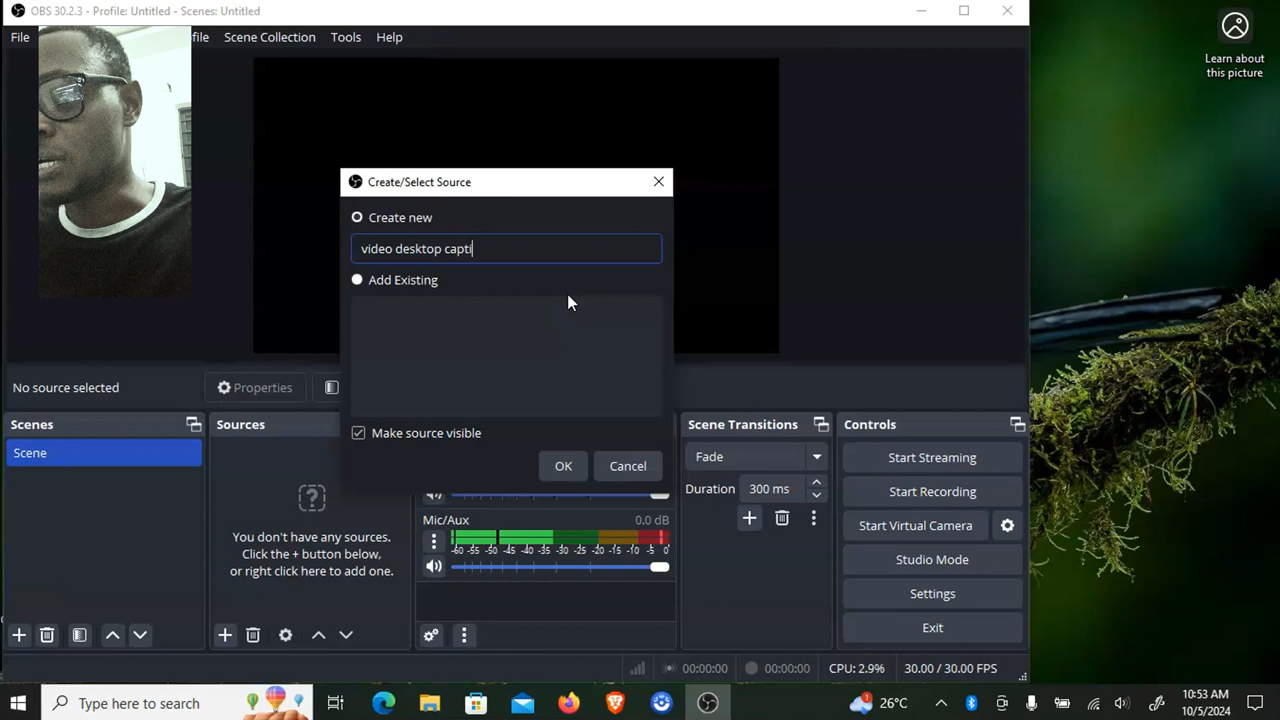 OBS 30.2.3 - Profile: Untitled - Scenes: Untitled
File
file
Scene Collection
Tools
Help
Learn about
this picture
Create/Select Source
Create new
video desktop capti
Add Existing
Make source visible
OK
Cancel
No source selected
Properties
Scenes
Scene
Sources
You don't have any sources.
Click the + button below,
or right click here to add one.
Mic/Aux
0.0 dB
-60 -55 -50 -45 -40 -35 -30 -25 -20 -15 -10 -5 0
Scene Transitions
Fade
Duration
300 ms
Controls
Start Streaming
Start Recording
Start Virtual Camera
Studio Mode
Settings
Exit
00:00:00
00:00:00
CPU: 2.9%
30.00 / 30.00 FPS
Type here to search
1
26°C
10:53 AM
10/5/2024